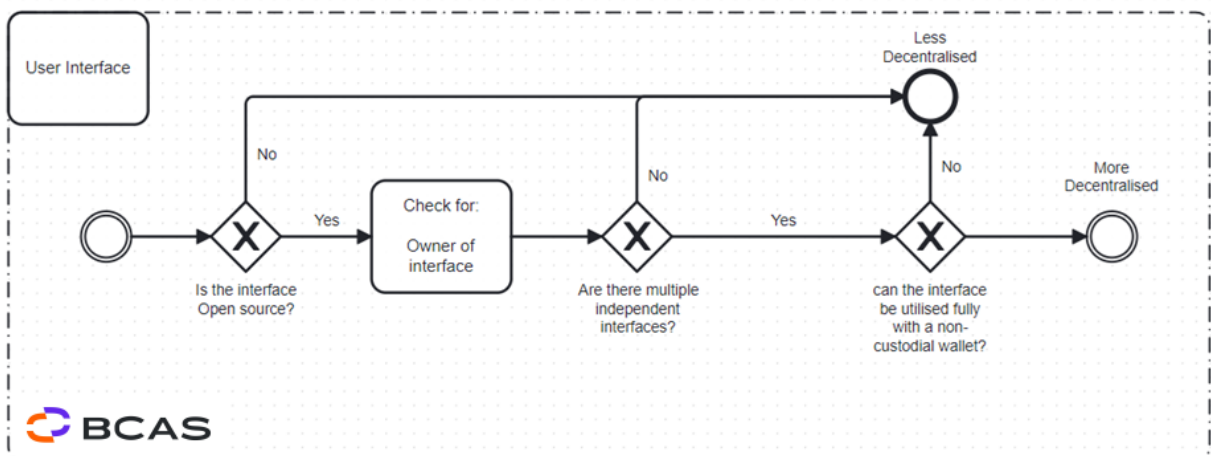 User Interface
Less
Decentralised
No
Yes
Check for:
Owner of
interface
No
Yes
No
More
Decentralised
Is the interface
Open source?
Are there multiple
independent
interfaces?
can the interface
be utilised fully
with a non-
custodial wallet?
BCAS